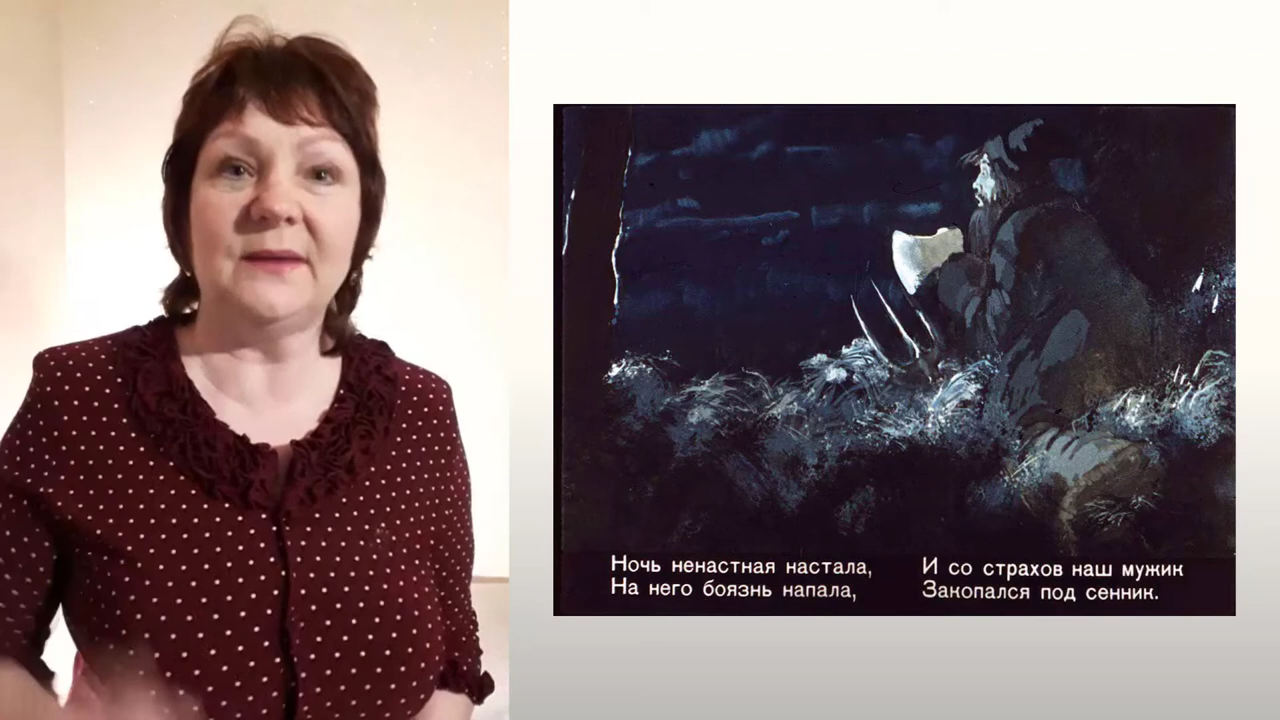 Ночь ненастная настала,
На него боязнь напала,
И со страхов наш мужик
Закопался под сенник.